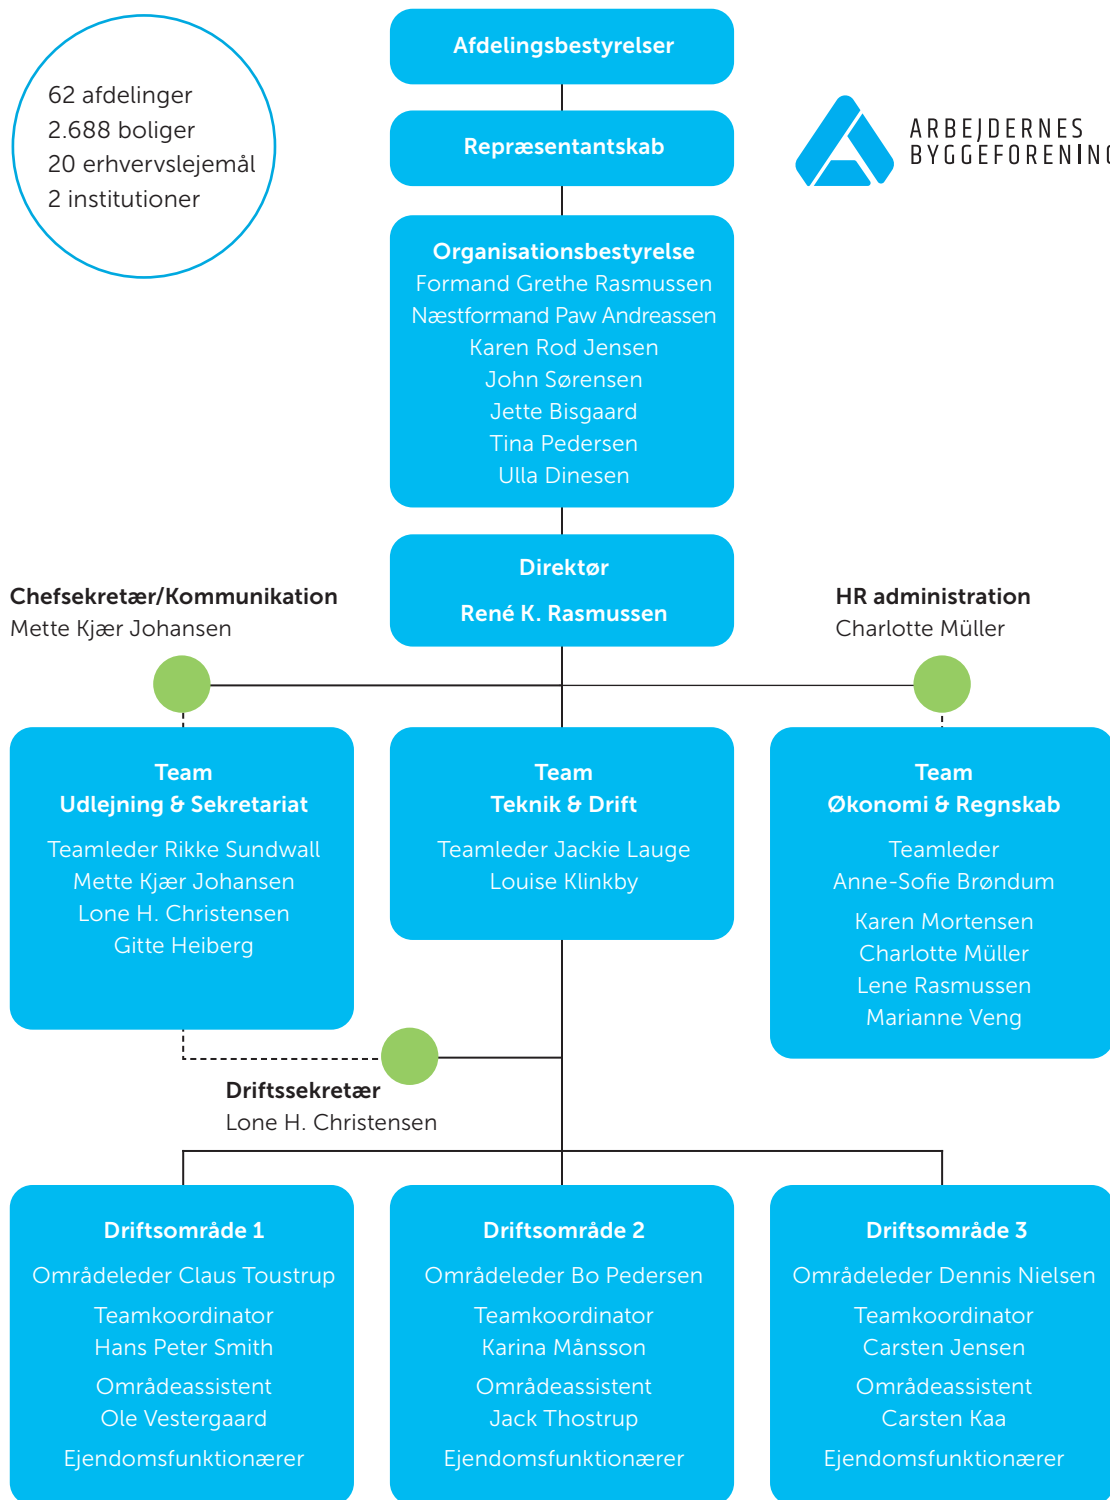 62 afdelinger
2.688 boliger
20 erhvervslejemål
2 institutioner
Afdelingsbestyrelser
Repræsentantskab
ARBEJDERNES
BYGGEFORENING
Organisationsbestyrelse
Formand Grethe Rasmussen
Næstformand Paw Andreassen
Karen Rod Jensen
John Sørensen
Jette Bisgaard
Tina Pedersen
Ulla Dinesen
Direktør
René K. Rasmussen
Chefsekretær/Kommunikation
Mette Kjær Johansen
HR administration
Charlotte Müller
Team
Udlejning & Sekretariat
Teamleder Rikke Sundwall
Mette Kjær Johansen
Lone H. Christensen
Gitte Heiberg
Team
Teknik & Drift
Teamleder Jackie Lauge
Louise Klinkby
Team
Økonomi & Regnskab
Teamleder
Anne-Sofie Brøndum
Karen Mortensen
Charlotte Müller
Lene Rasmussen
Marianne Veng
Driftssekretær
Lone H. Christensen
Driftsområde 1
Områdeleder Claus Toustrup
Teamkoordinator
Hans Peter Smith
Områdeassistent
Ole Vestergaard
Ejendomsfunktionærer
Driftsområde 2
Områdeleder Bo Pedersen
Teamkoordinator
Karina Månsson
Områdeassistent
Jack Thostrup
Ejendomsfunktionærer
Driftsområde 3
Områdeleder Dennis Nielsen
Teamkoordinator
Carsten Jensen
Områdeassistent
Carsten Kaa
Ejendomsfunktionærer